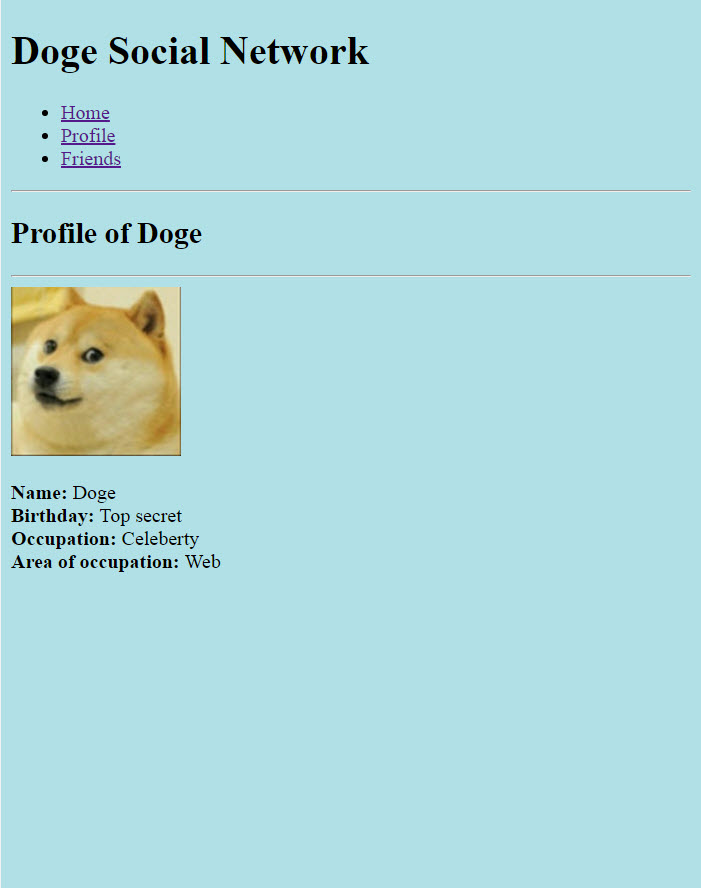 Doge Social Network
Home
Profile
Friends
Profile of Doge
Name: Doge
Birthday: Top secret
Occupation: Celeberty
Area of occupation: Web